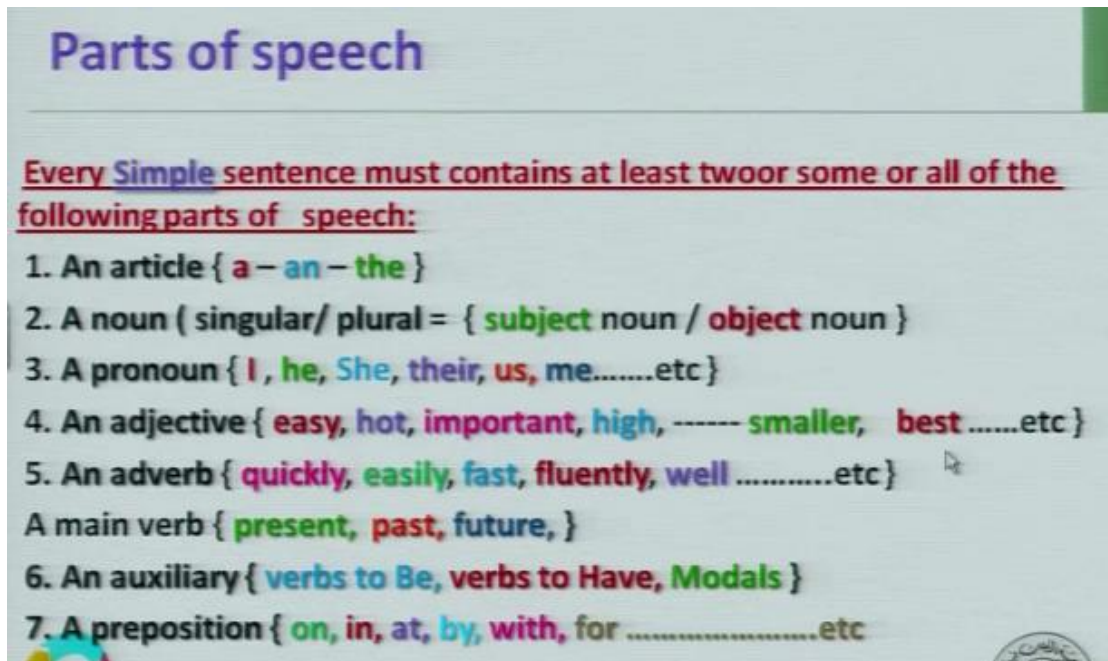 Parts of speech
Every Simple sentence must contains at least twoor some or all of the
following parts of speech:
1. An article { a – an – the }
2. A noun ( singular/ plural = { subject noun / object noun }
3. A pronoun { I , he, She, their, us, me.......etc }
4. An adjective { easy, hot, important, high, ------ smaller, best ......etc }
5. An adverb { quickly, easily, fast, fluently, well ............etc }
A main verb { present, past, future, }
6. An auxiliary { verbs to Be, verbs to Have, Modals }
7. A preposition { on, in, at, by, with, for ........................etc